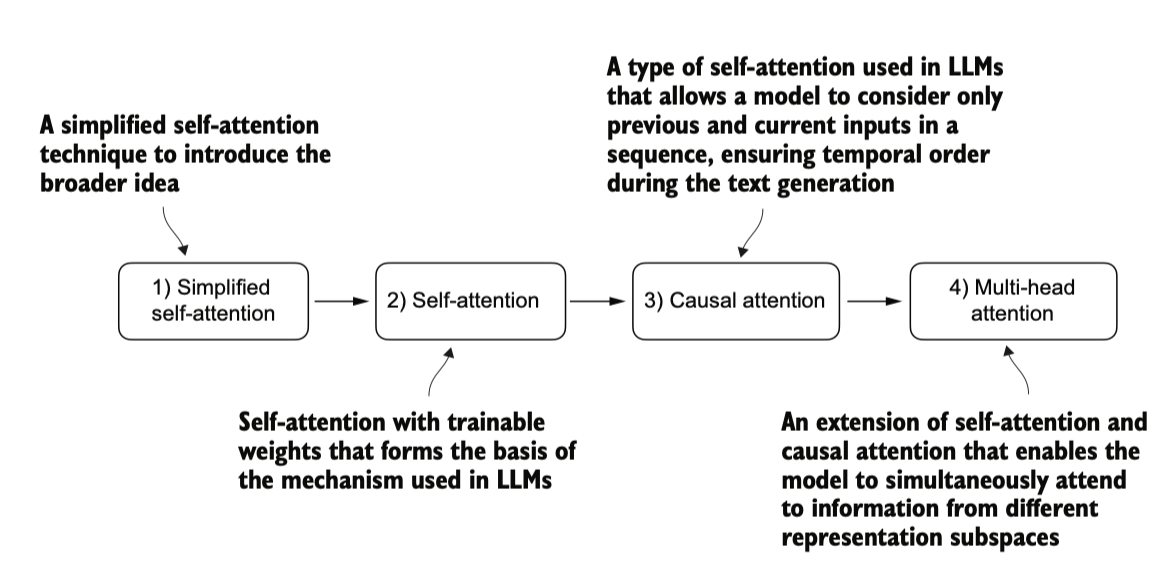 A simplified self-attention
technique to introduce the
broader idea
A type of self-attention used in LLMs
that allows a model to consider only
previous and current inputs in a
sequence, ensuring temporal order
during the text generation
1) Simplified
self-attention
2) Self-attention
3) Causal attention
4) Multi-head
attention
Self-attention with trainable
weights that forms the basis of
the mechanism used in LLMs
An extension of self-attention and
causal attention that enables the
model to simultaneously attend
to information from different
representation subspaces